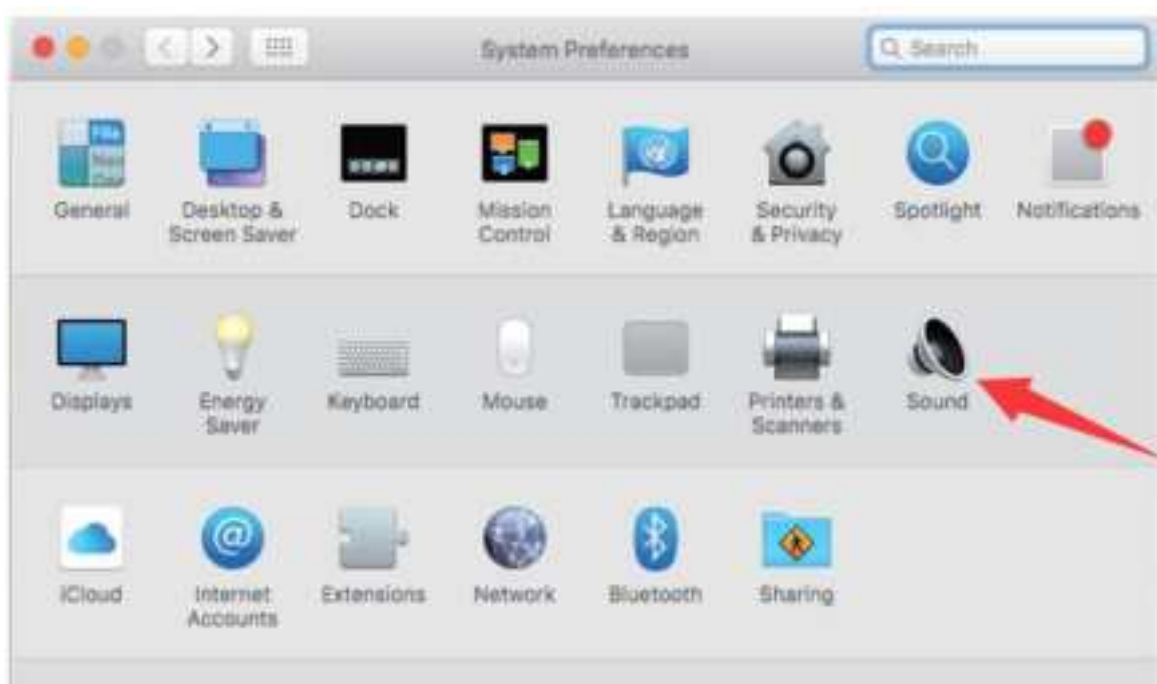 System Preferences
Search
General
Desktop &
Screen Saver
Dock
Mission
Control
Language
& Region
Security
& Privacy
Spotlight
Notifications
Displays
Energy
Saver
Keyboard
Mouse
Trackpad
Printers &
Scanners
Sound
iCloud
Internet
Accounts
Extensions
Network
Bluetooth
Sharing
File